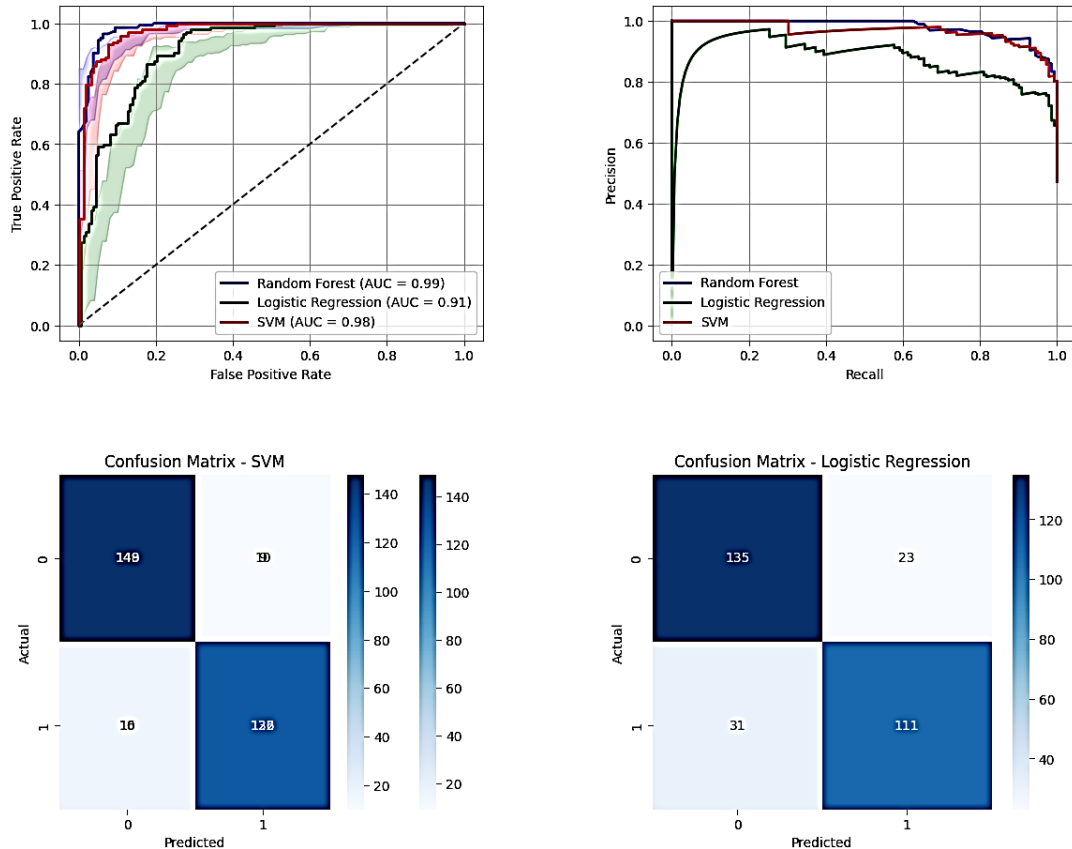 1.0
0.8
0.6
0.4
0.2
0.0
True Positive Rate
0.0 0.2 0.4 0.6 0.8 1.0
False Positive Rate
Random Forest (AUC = 0.99)
Logistic Regression (AUC = 0.91)
SVM (AUC = 0.98)
1.0
0.8
0.6
0.4
0.2
0.0
Precision
0.0 0.2 0.4 0.6 0.8 1.0
Recall
Random Forest
Logistic Regression
SVM
Confusion Matrix - SVM
0
1
Actual
0 1
Predicted
140
120
100
80
60
40
20
140
120
100
80
60
40
20
Confusion Matrix - Logistic Regression
135 23
31 111
0
1
Actual
0 1
Predicted
120
100
80
60
40